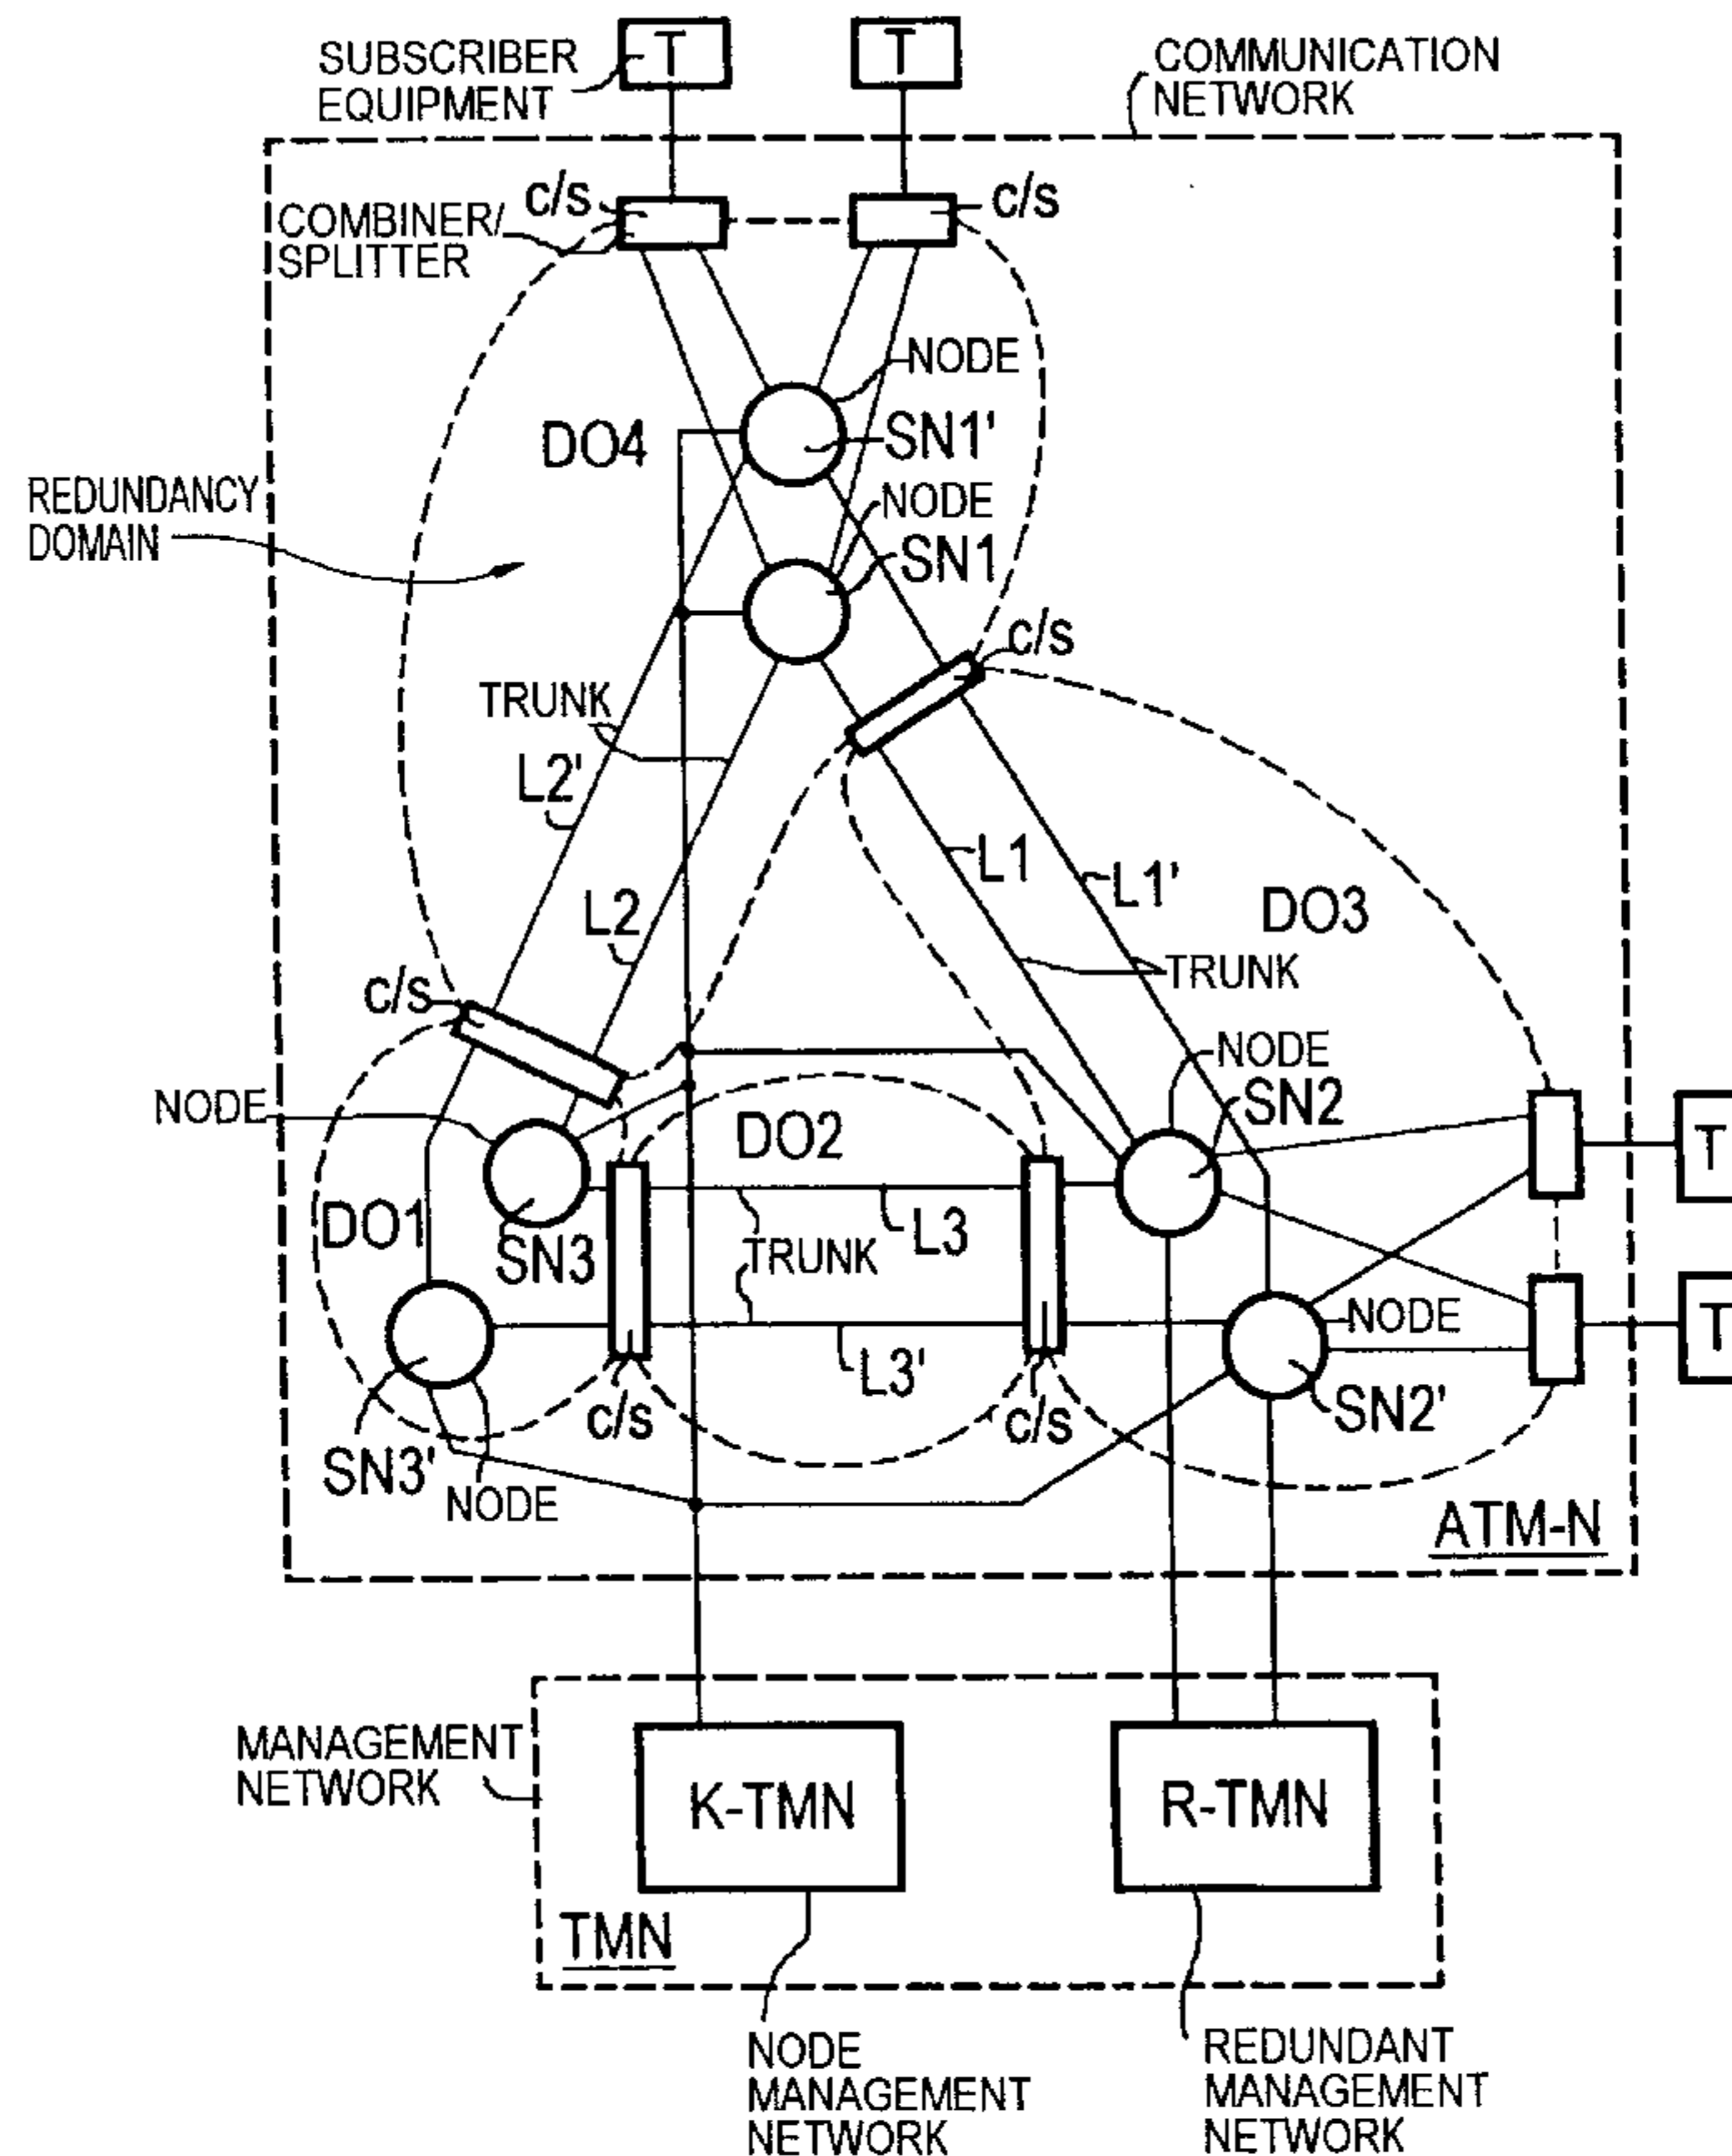 SUBSCRIBER
EQUIPMENT
T
T
COMMUNICATION
NETWORK
c/s
c/s
COMBINER/
SPLITTER
NODE
DO4
SN1'
REDUNDANCY
DOMAIN
NODE
SN1
c/s
TRUNK
L2'
L1
L1'
DO3
L2
TRUNK
c/s
NODE
NODE
SN2
DO2
T
DO1
SN3
TRUNK
L3
NODE
T
L3'
c/s
c/s
SN2'
SN3'
NODE
ATM-N
MANAGEMENT
NETWORK
K-TMN
R-TMN
TMN
NODE
MANAGEMENT
NETWORK
REDUNDANT
MANAGEMENT
NETWORK